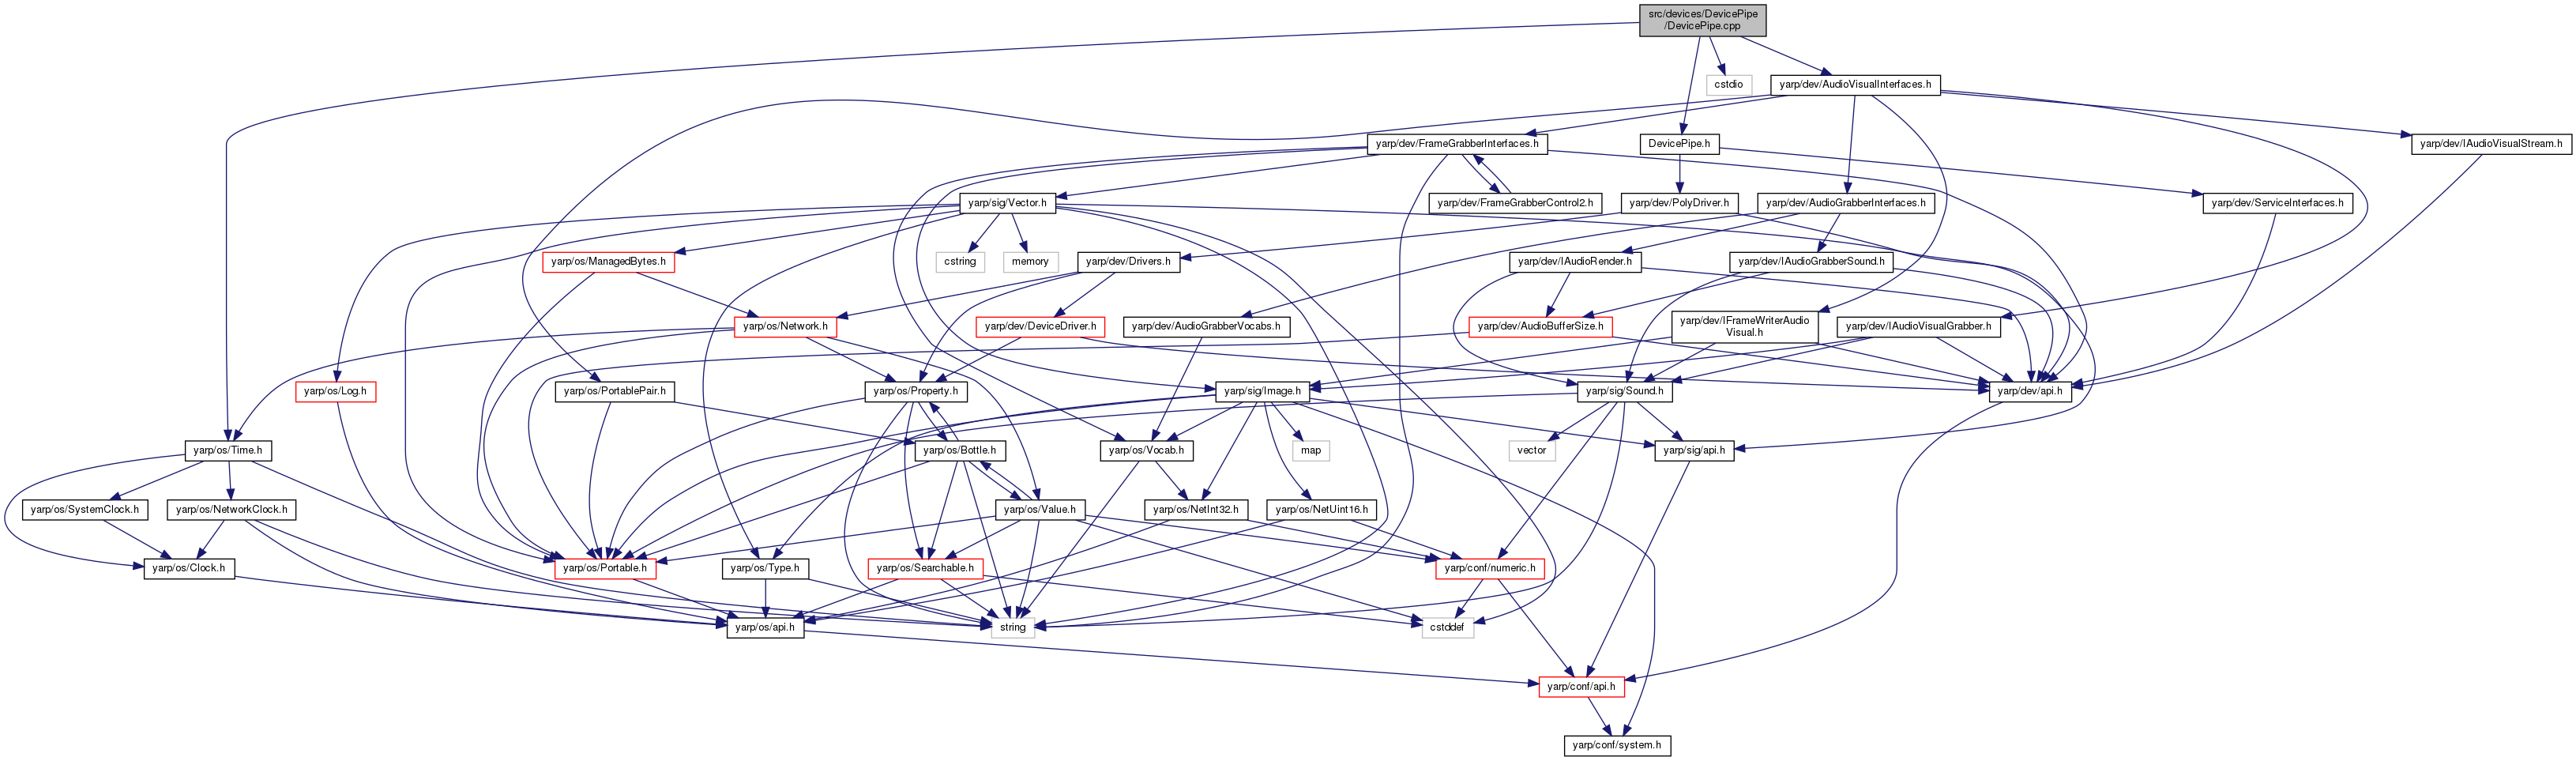 src/devices/DevicePipe
/DevicePipe.cpp
cstdio
yarp/dev/AudioVisualInterfaces.h
yarp/dev/FrameGrabberInterfaces.h
DevicePipe.h
yarp/dev/IAudioVisualStream.h
yarp/sig/Vector.h
yarp/dev/FrameGrabberControl2.h
yarp/dev/PolyDriver.h
yarp/dev/AudioGrabberInterfaces.h
yarp/dev/ServiceInterfaces.h
yarp/os/ManagedBytes.h
cstring
memory
yarp/dev/Drivers.h
yarp/dev/IAudioRender.h
yarp/dev/IAudioGrabberSound.h
yarp/os/Network.h
yarp/dev/DeviceDriver.h
yarp/dev/AudioGrabberVocabs.h
yarp/dev/AudioBufferSize.h
yarp/dev/IFrameWriterAudio
Visual.h
yarp/dev/IAudioVisualGrabber.h
yarp/os/Log.h
yarp/os/PortablePair.h
yarp/os/Property.h
yarp/sig/Image.h
yarp/sig/Sound.h
yarp/dev/api.h
yarp/os/Time.h
yarp/os/Bottle.h
yarp/os/Vocab.h
map
vector
yarp/sig/api.h
yarp/os/SystemClock.h
yarp/os/NetworkClock.h
yarp/os/Value.h
yarp/os/NetInt32.h
yarp/os/NetUint16.h
yarp/os/Clock.h
yarp/os/Portable.h
yarp/os/Type.h
yarp/os/Searchable.h
yarp/conf/numeric.h
yarp/os/api.h
string
cstddef
yarp/conf/api.h
yarp/conf/system.h